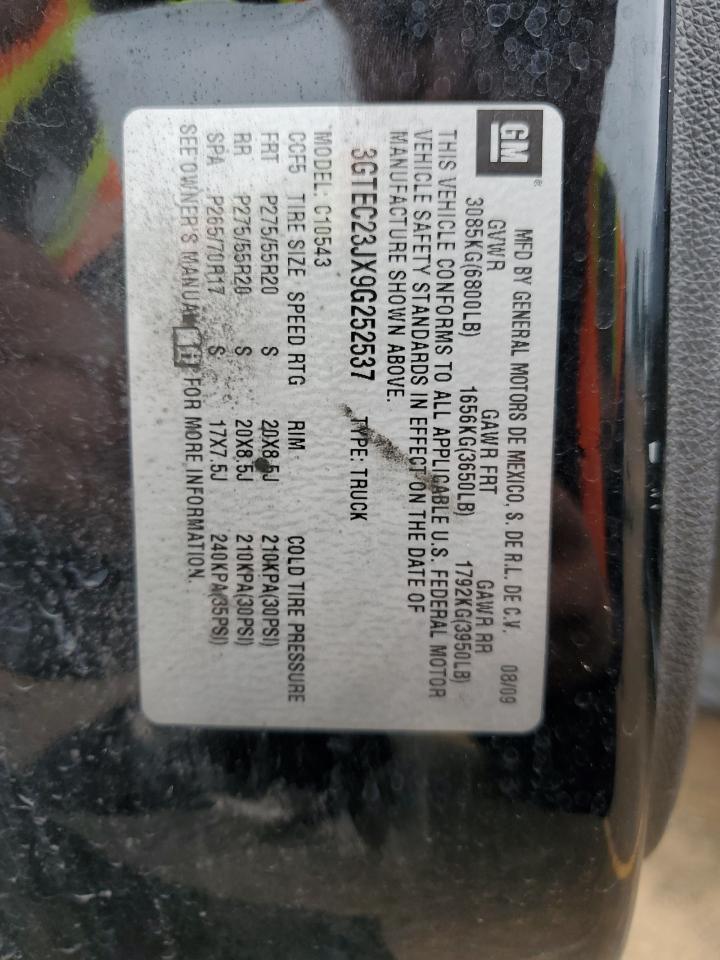 GM®
MFD BY GENERAL MOTORS DE MEXICO, S. DE R.L. DE C.V. 08/09
GVWR GAWR FRT GAWR RR
3085KG(6800LB) 1656KG(3650LB) 1792KG(3950LB)
THIS VEHICLE CONFORMS TO ALL APPLICABLE U.S. FEDERAL MOTOR
VEHICLE SAFETY STANDARDS IN EFFECT ON THE DATE OF
MANUFACTURE SHOWN ABOVE.
3GTEC23JX9G252537 TYPE: TRUCK
MODEL: C10543
CCF5 TIRE SIZE SPEED RTG RIM COLD TIRE PRESSURE
FRT P275/55R20 S 20X8.5J 210KPA(30PSI)
RR P275/55R20 S 20X8.5J 210KPA(30PSI)
SPA P265/70R17 S 17X7.5J 240KPA(35PSI)
SEE OWNER'S MANUAL FOR MORE INFORMATION.